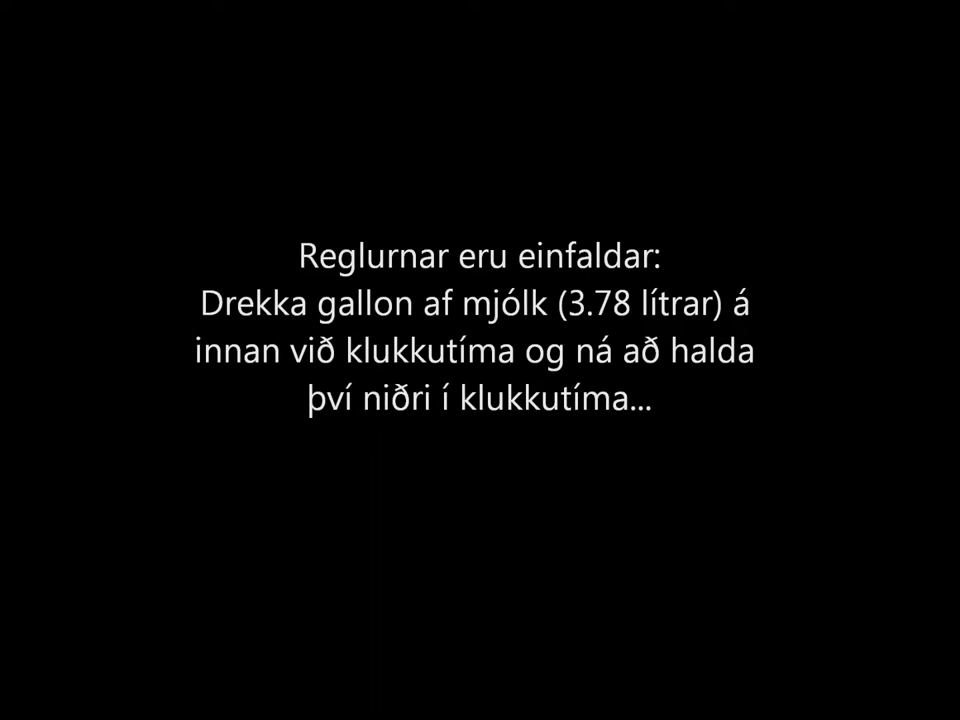 Reglurnar eru einfaldar:
Drekka gallon af mjólk (3.78 lítrar) á
innan við klukkutíma og ná að halda
því niðri í klukkutíma...